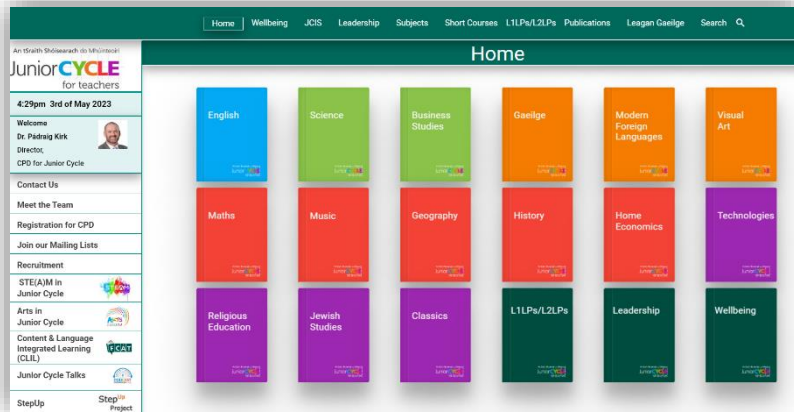 Home Wellbeing JCIS Leadership Subjects Short Courses L1LPs/L2LPs Publications Leagan Gaeilge Search
Home
An tSraith Shóisearach do Mhúinteoirí
JuniorCYCLE
for teachers
4:29pm 3rd of May 2023
Welcome
Dr. Pádraig Kirk
Director,
CPD for Junior Cycle
Contact Us
Meet the Team
Registration for CPD
Join our Mailing Lists
Recruitment
STE(A)M in
Junior Cycle
STEAM
Arts in
Junior Cycle
Content & Language
Integrated Learning
(CLIL)
Junior Cycle Talks
StepUp
StepUp
Project
English
Science
Business
Studies
Gaeilge
Modern
Foreign
Languages
Visual
Art
Maths
Music
Geography
History
Home
Economics
Technologies
Religious
Education
Jewish
Studies
Classics
L1LPs/L2LPs
Leadership
Wellbeing